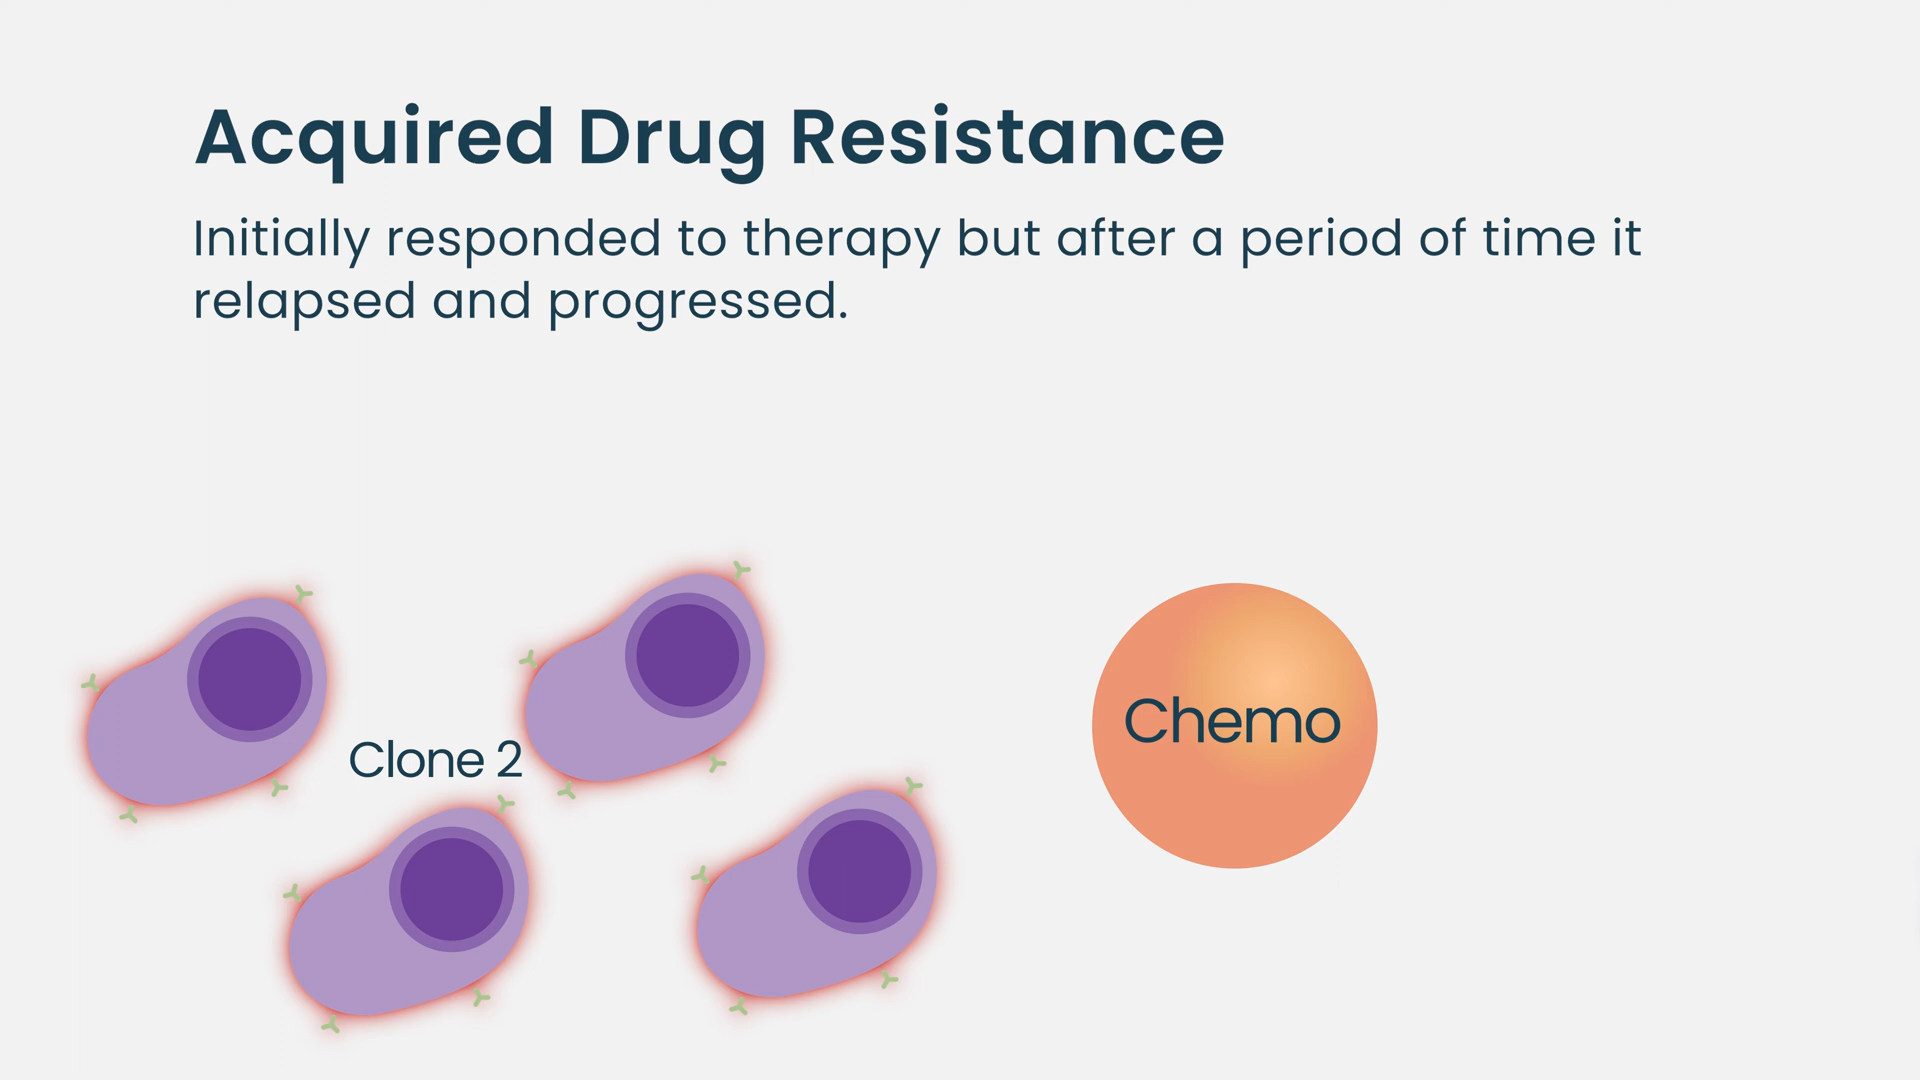 Acquired Drug Resistance
Initially responded to therapy but after a period of time it
relapsed and progressed.
Clone 2
Chemo